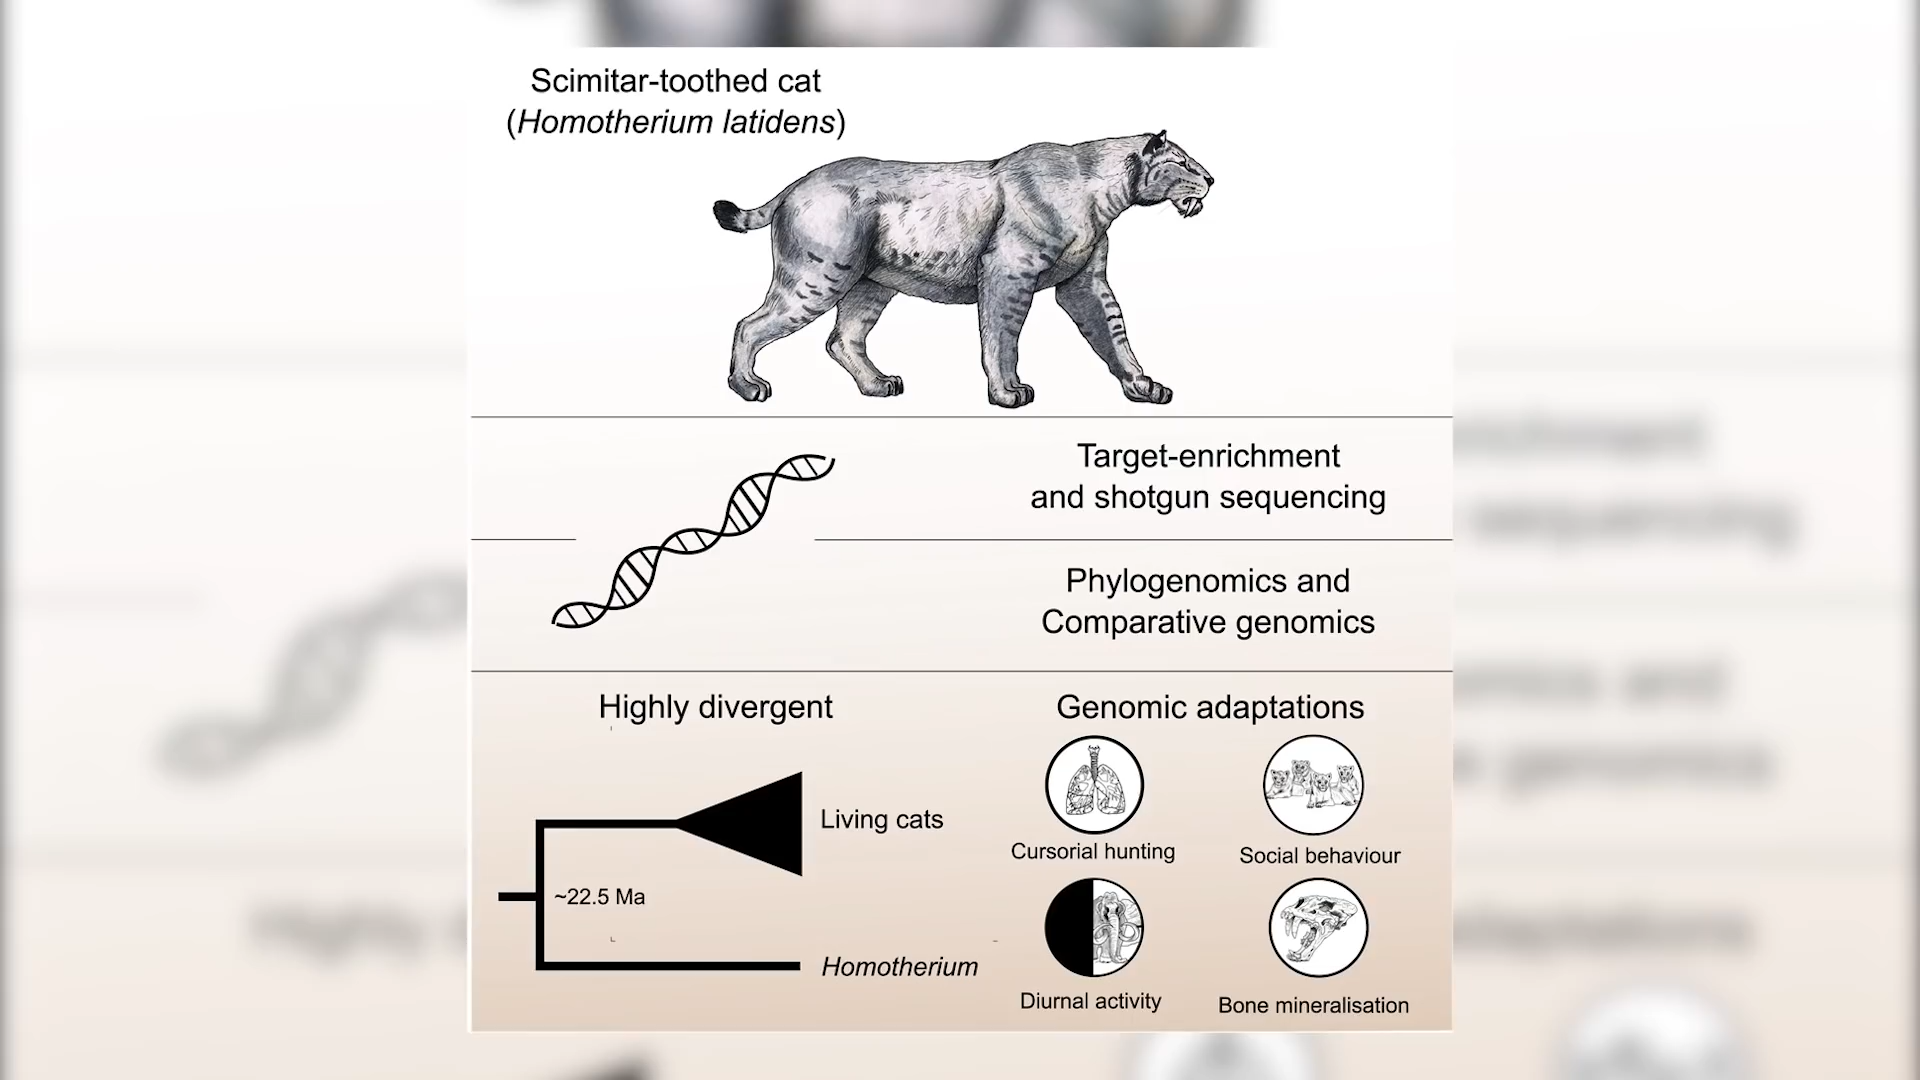 Scimitar-toothed cat
(Homotherium latidens)
Target-enrichment
and shotgun sequencing
Phylogenomics and
Comparative genomics
Highly divergent
Living cats
~22.5 Ma
Homotherium
Genomic adaptations
Cursorial hunting
Social behaviour
Diurnal activity
Bone mineralisation